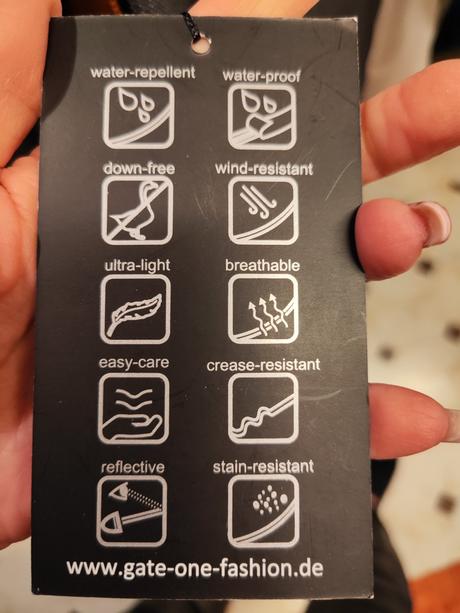 water-repellent water-proof
down-free wind-resistant
ultra-light breathable
easy-care crease-resistant
reflective stain-resistant
www.gate-one-fashion.de